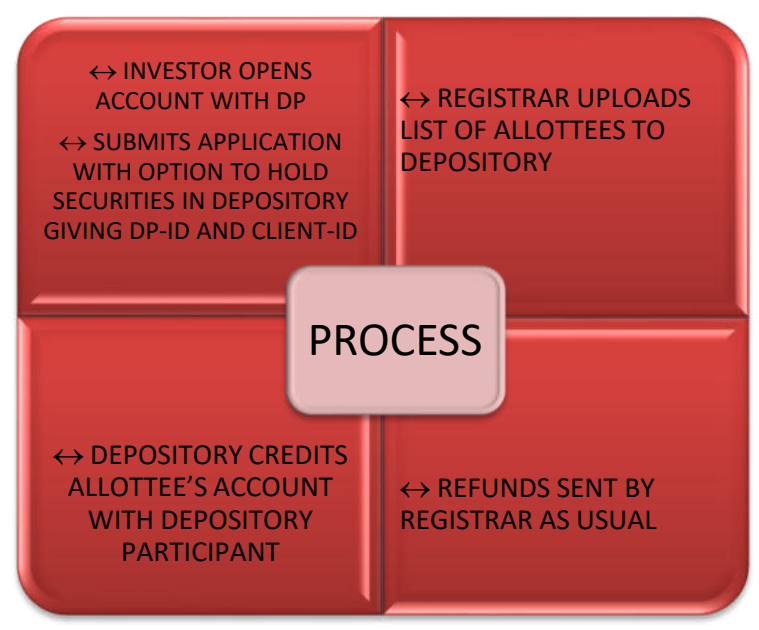 ↔ INVESTOR OPENS
ACCOUNT WITH DP
↔ SUBMITS APPLICATION
WITH OPTION TO HOLD
SECURITIES IN DEPOSITORY
GIVING DP-ID AND CLIENT-ID
↔ REGISTRAR UPLOADS
LIST OF ALLOTTEES TO
DEPOSITORY
PROCESS
↔ DEPOSITORY CREDITS
ALLOTTEE’S ACCOUNT
WITH DEPOSITORY
PARTICIPANT
↔ REFUNDS SENT BY
REGISTRAR AS USUAL